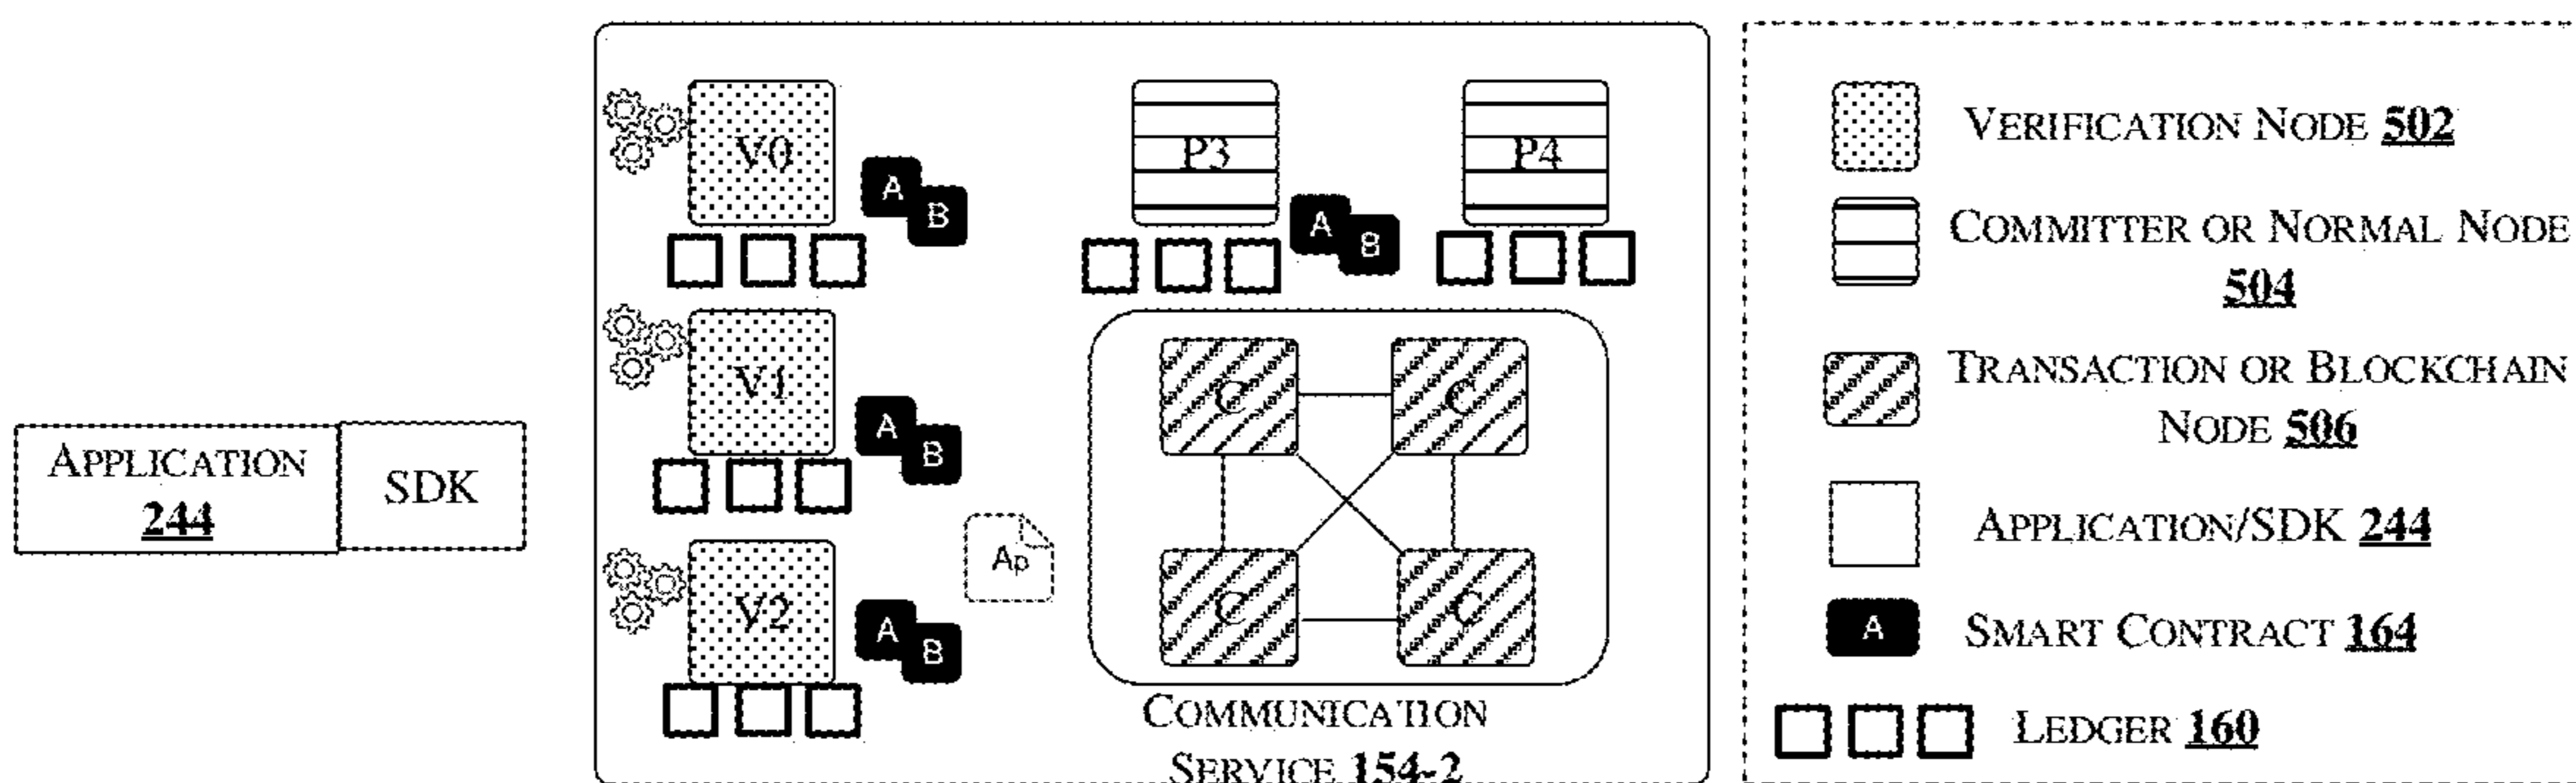 APPLICATION
244
SDK
V0
A
B
P3
A
B
P4
V1
A
B
C
C
Ap
V2
A
B
C
C
COMMUNICATION
SERVICE 154-2
VERIFICATION NODE 502
COMMITTER OR NORMAL NODE
504
TRANSACTION OR BLOCKCHAIN
NODE 506
APPLICATION/SDK 244
A
SMART CONTRACT 164
LEDGER 160